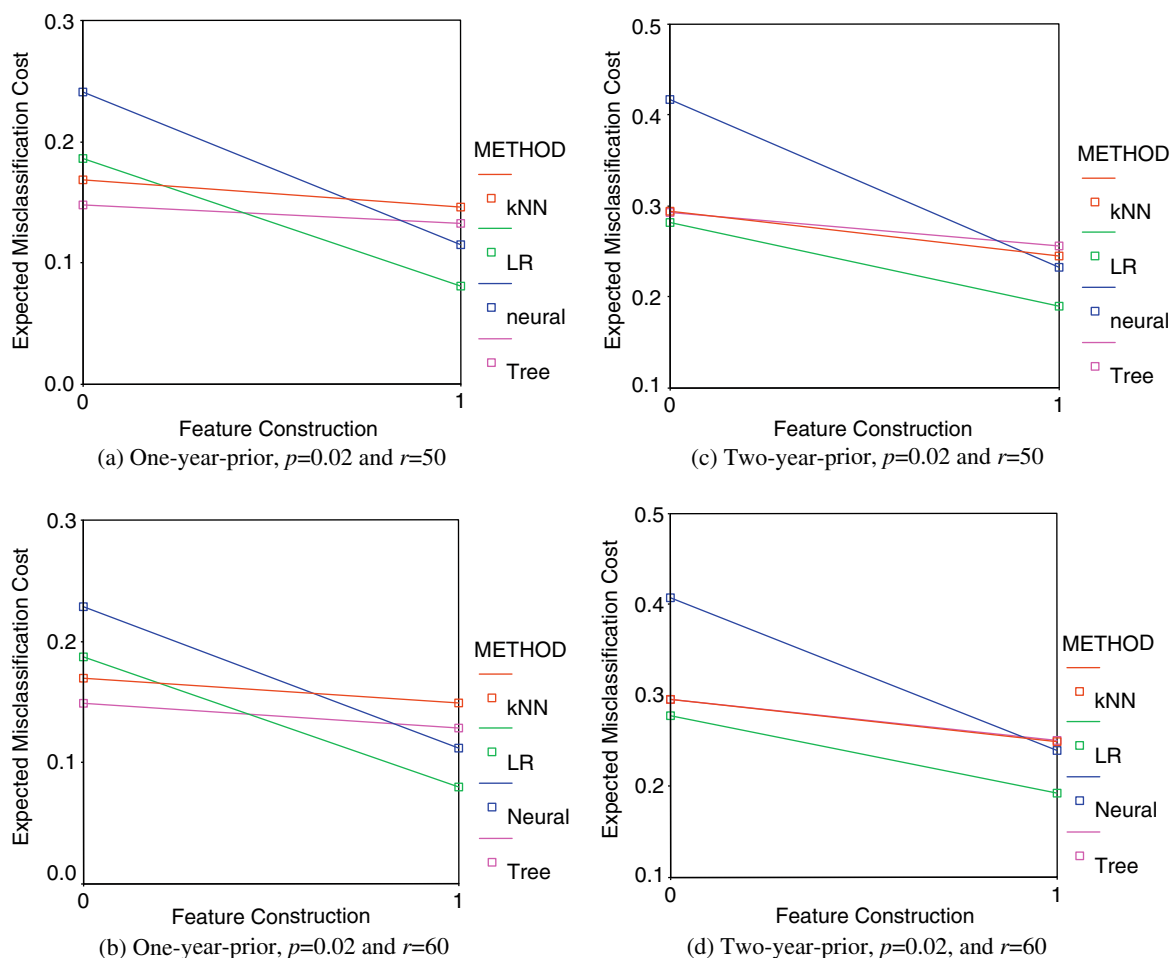 Expected Misclassification Cost
0.3
0.2
0.1
0.0
0
1
Feature Construction
METHOD
kNN
LR
neural
Tree
(a) One-year-prior, p=0.02 and r=50
Expected Misclassification Cost
0.5
0.4
0.3
0.2
0.1
0
1
Feature Construction
METHOD
kNN
LR
neural
Tree
(c) Two-year-prior, p=0.02 and r=50
Expected Misclassification Cost
0.3
0.2
0.1
0.0
0
1
Feature Construction
METHOD
kNN
LR
Neural
Tree
(b) One-year-prior, p=0.02 and r=60
Expected Misclassification Cost
0.5
0.4
0.3
0.2
0.1
0
1
Feature Construction
METHOD
kNN
LR
Neural
Tree
(d) Two-year-prior, p=0.02, and r=60